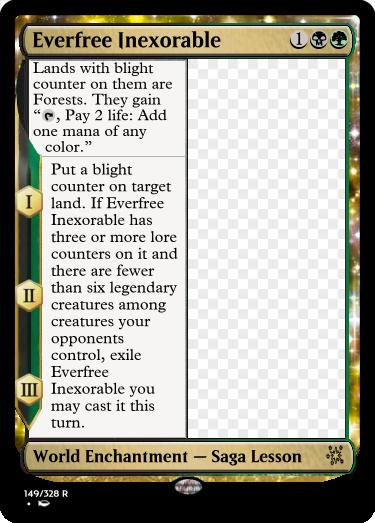 Everfree Inexorable 1
Lands with blight
counter on them are
Forests. They gain
“, Pay 2 life: Add
one mana of any
color.”
I
II
III
Put a blight
counter on target
land. If Everfree
Inexorable has
three or more lore
counters on it and
there are fewer
than six legendary
creatures among
creatures your
opponents
control, exile
Everfree
Inexorable you
may cast it this
turn.
World Enchantment — Saga Lesson
149/328 R
•